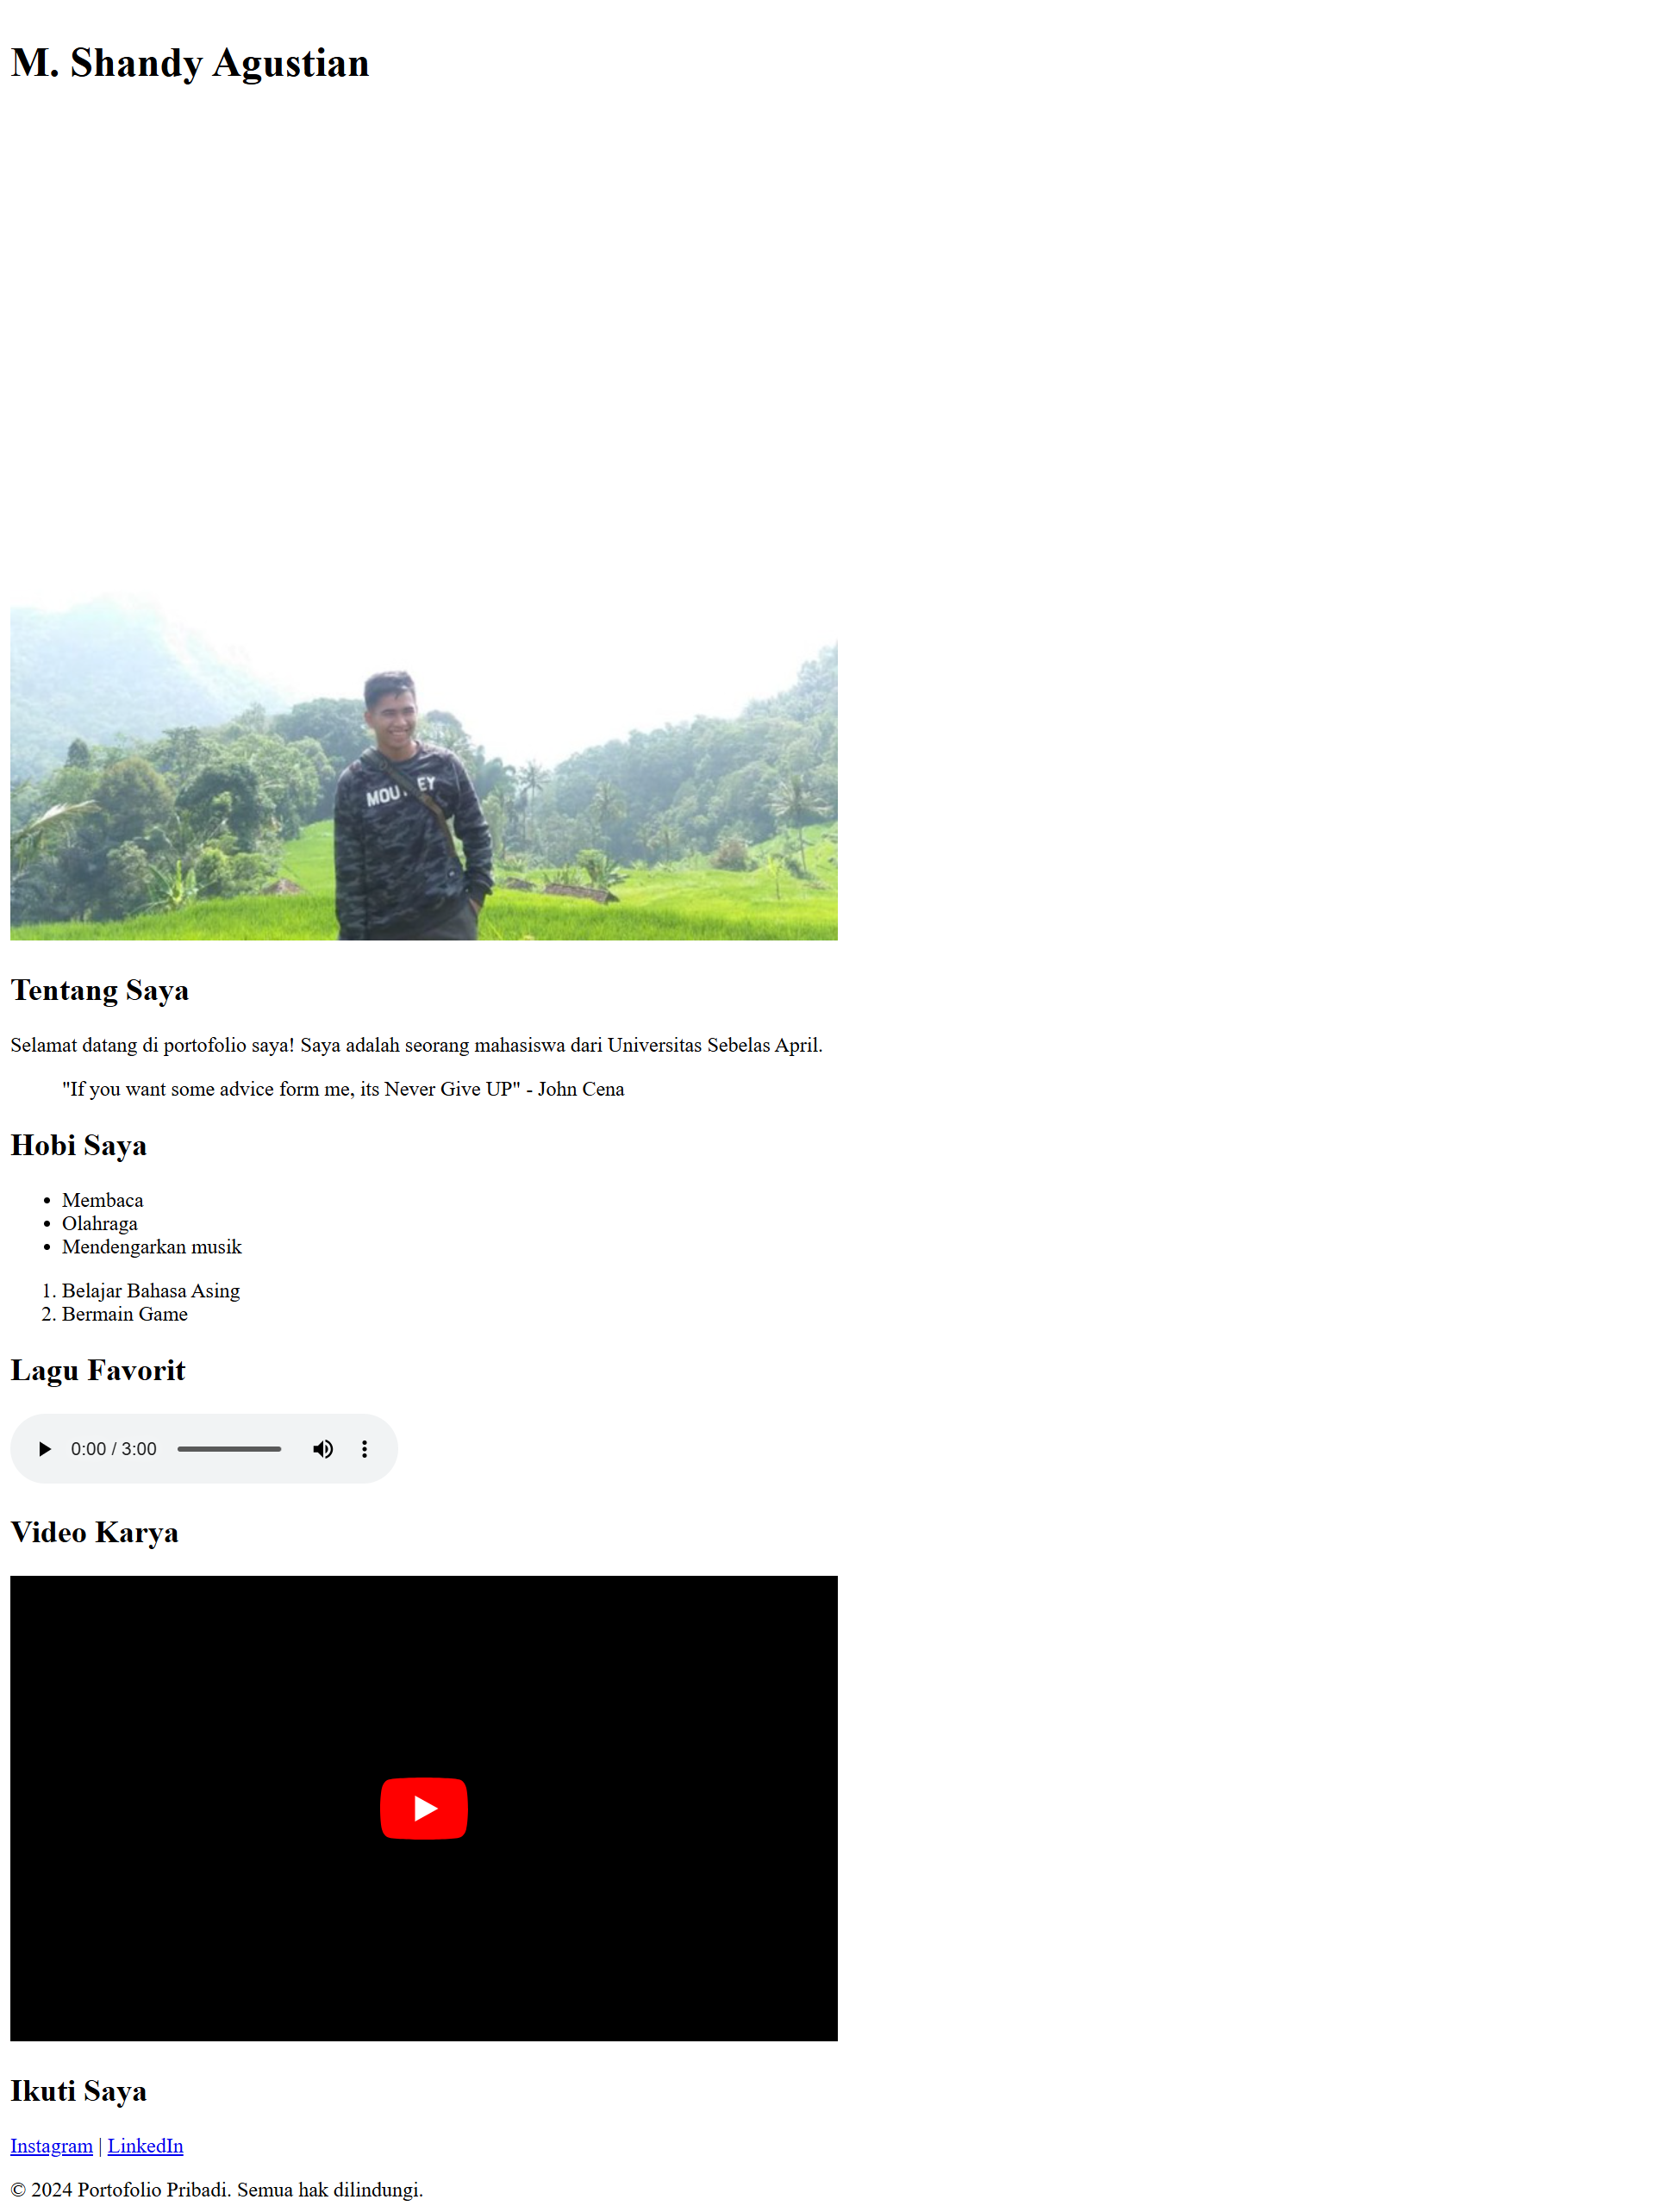 M. Shandy Agustian
Tentang Saya
Selamat datang di portofolio saya! Saya adalah seorang mahasiswa dari Universitas Sebelas April.
"If you want some advice form me, its Never Give UP" - John Cena
Hobi Saya
• Membaca
• Olahraga
• Mendengarkan musik
1. Belajar Bahasa Asing
2. Bermain Game
Lagu Favorit
0:00 / 3:00
Video Karya
Ikuti Saya
Instagram | LinkedIn
© 2024 Portofolio Pribadi. Semua hak dilindungi.